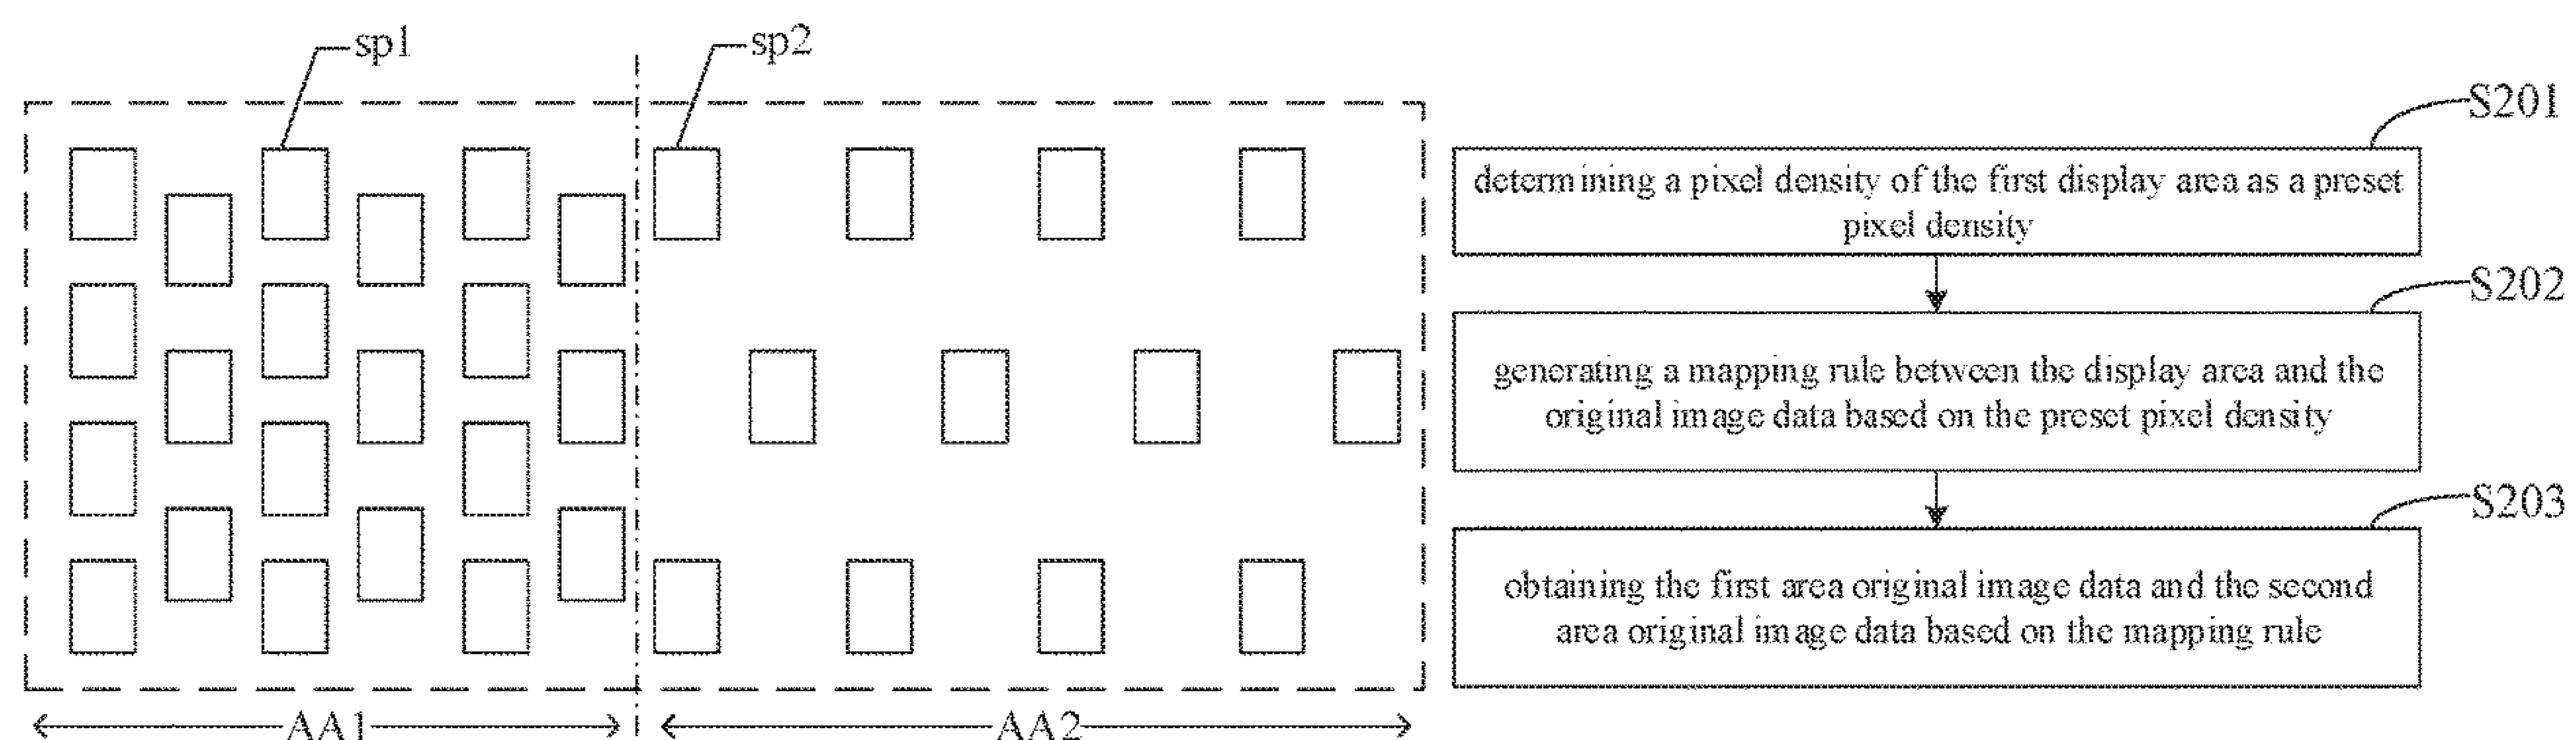 sp1
sp2
S201
determining a pixel density of the first display area as a preset
pixel density
S202
generating a mapping rule between the display area and the
original image data based on the preset pixel density
S203
obtaining the first area original image data and the second
area original image data based on the mapping rule
AA1
AA2